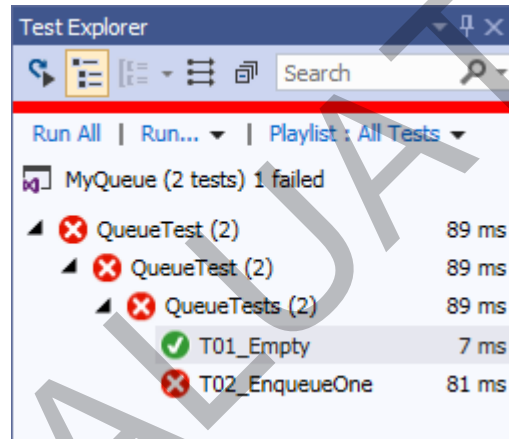 Test Explorer
Search
Run All | Run... | Playlist : All Tests
MyQueue (2 tests) 1 failed
QueueTest (2) 89 ms
QueueTest (2) 89 ms
QueueTests (2) 89 ms
T01_Empty 7 ms
T02_EnqueueOne 81 ms
ALUAT